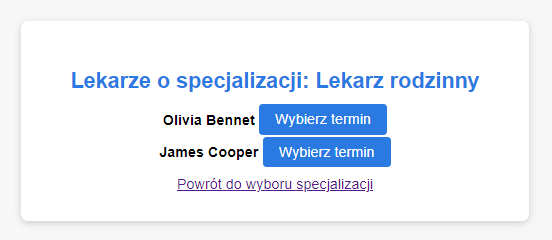 Lekarze o specjalizacji: Lekarz rodzinny
Olivia Bennet Wybierz termin
James Cooper Wybierz termin
Powrót do wyboru specjalizacji